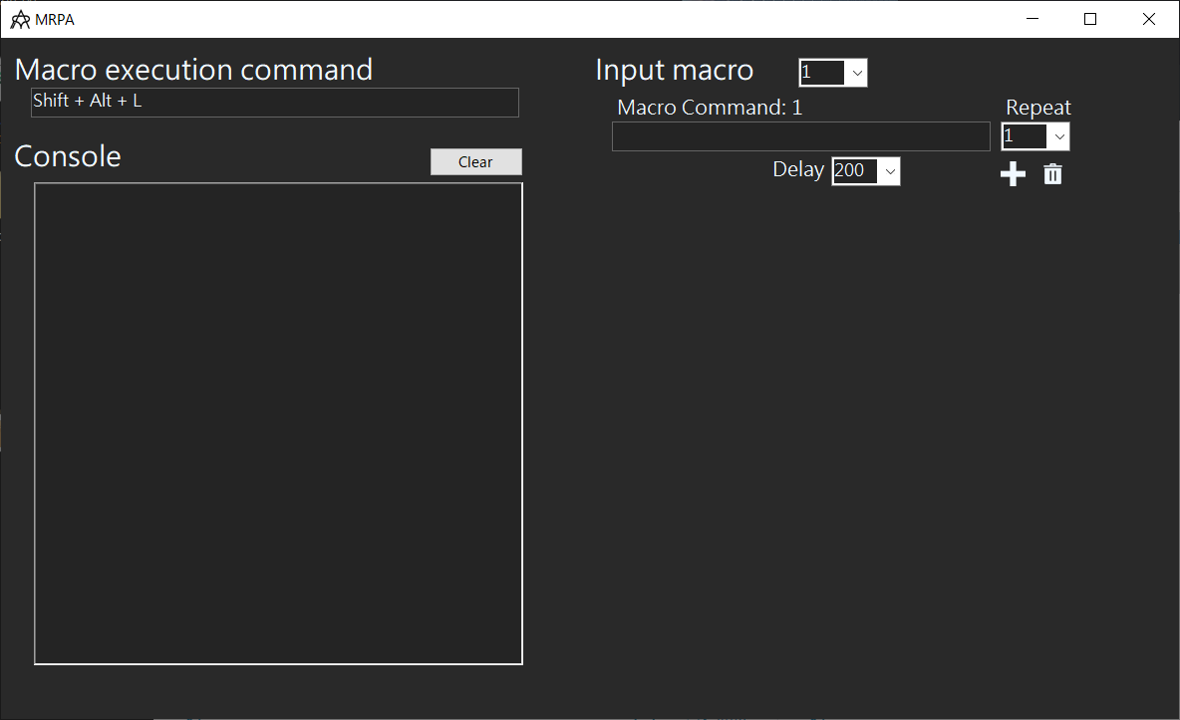 MRPA
Macro execution command
Shift + Alt + L
Console
Clear
Input macro 1
Macro Command: 1 Repeat
1
Delay 200